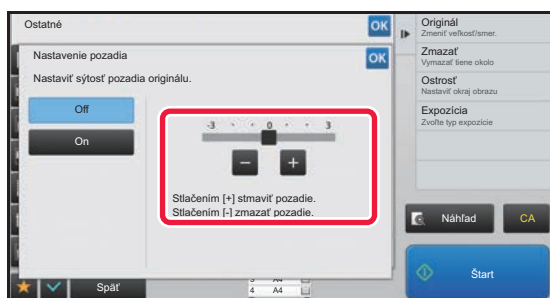 Ostatné
OK
Nastavenie pozadia
OK
Nastaviť sýtosť pozadia originálu.
Off
On
-3 0 3
Stlačením [+] stmaviť pozadie.
Stlačením [-] zmazať pozadie.
Originál
Zmeniť veľkosť/smer.
Zmazať
Vymazať tiene okolo
Ostrosť
Nastaviť okraj obrazu
Expozícia
Zvoľte typ expozície
Náhľad
CA
Štart
Späť
A4
4 A4